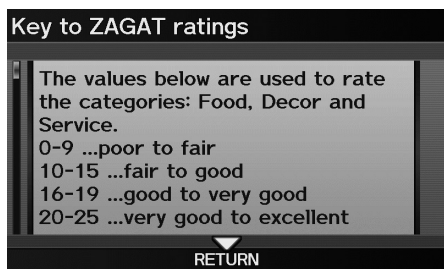 Key to ZAGAT ratings
The values below are used to rate
the categories: Food, Decor and
Service.
0-9 ...poor to fair
10-15 ...fair to good
16-19 ...good to very good
20-25 ...very good to excellent
RETURN